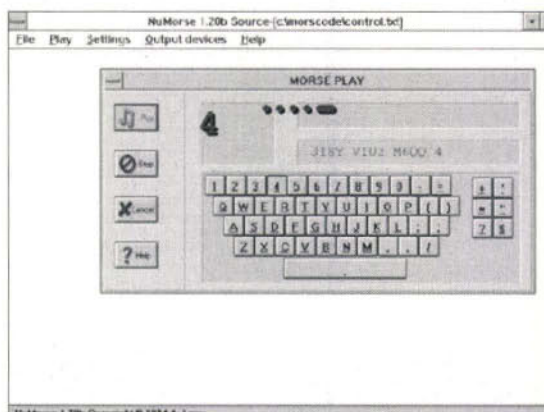 NuMorse 1.20b Source-[c:\morscode\control.txt]
File Play Settings Output devices Help
MORSE PLAY
Play
4
Stop
Cancel
Help
1 2 3 4 5 6 7 8 9 0
Q W E R T Y U I O P ( )
A S D F G H J K L ; :
Z X C V B N M , . /
? $